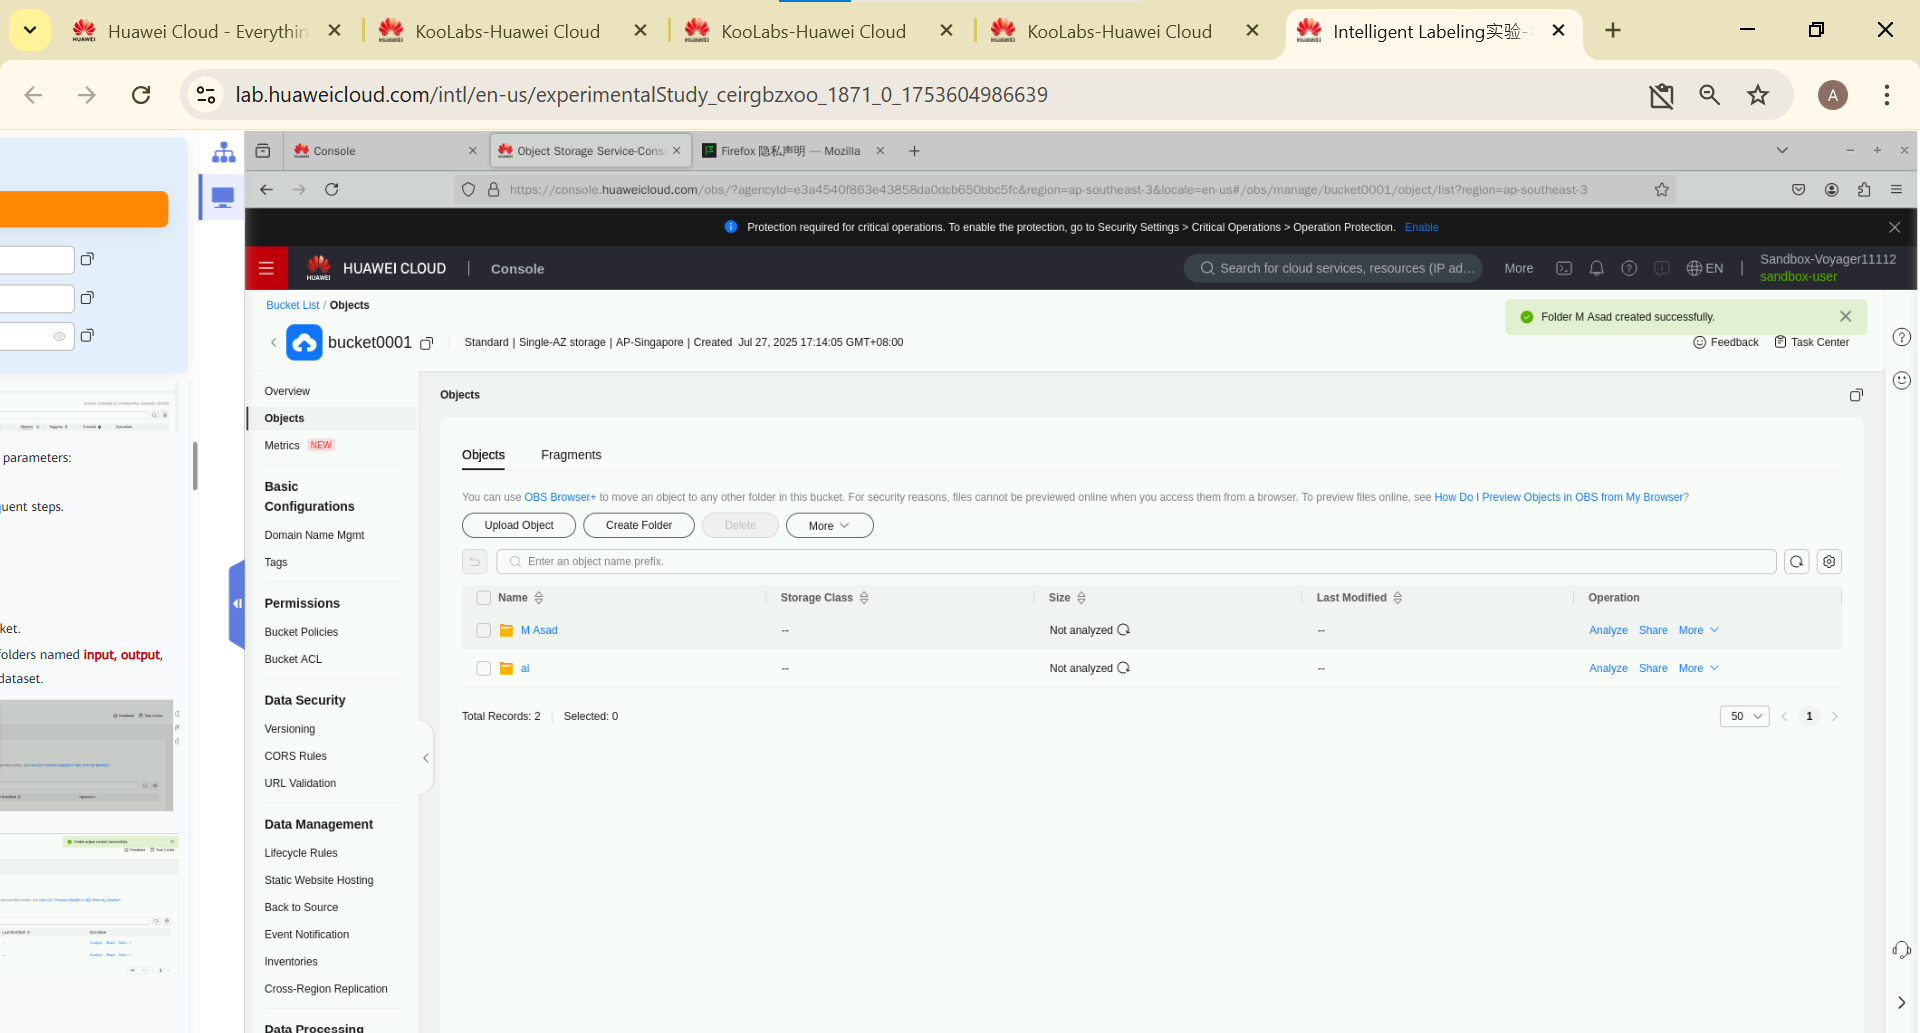 Huawei Cloud - Everythin
KooLabs-Huawei Cloud
KooLabs-Huawei Cloud
KooLabs-Huawei Cloud
Intelligent Labeling实验-
lab.huaweicloud.com/intl/en-us/experimentalStudy_ceirgbzxoo_1871_0_1753604986639
A
parameters:
quent steps.
ket.
folders named input, output,
dataset.
Console
Object Storage Service-Conso
Firefox 隐私声明 — Mozilla
https://console.huaweicloud.com/obs/?agencyId=e3a4540f863e43858da0dcb650bbc5fc&region=ap-southeast-3&locale=en-us#/obs/manage/bucket0001/object/list?region=ap-southeast-3
Protection required for critical operations. To enable the protection, go to Security Settings > Critical Operations > Operation Protection. Enable
HUAWEI
HUAWEI CLOUD | Console
Search for cloud services, resources (IP ad...
More
EN
Sandbox-Voyager11112
sandbox-user
Bucket List / Objects
Folder M Asad created successfully.
bucket0001
Standard | Single-AZ storage | AP-Singapore | Created Jul 27, 2025 17:14:05 GMT+08:00
Feedback
Task Center
Overview
Objects
Metrics NEW
Basic
Configurations
Domain Name Mgmt
Tags
Permissions
Bucket Policies
Bucket ACL
Data Security
Versioning
CORS Rules
URL Validation
Data Management
Lifecycle Rules
Static Website Hosting
Back to Source
Event Notification
Inventories
Cross-Region Replication
Data Processing
Objects
Objects
Fragments
You can use OBS Browser+ to move an object to any other folder in this bucket. For security reasons, files cannot be previewed online when you access them from a browser. To preview files online, see How Do I Preview Objects in OBS from My Browser?
Upload Object
Create Folder
Delete
More
Enter an object name prefix.
Name Storage Class Size Last Modified Operation
M Asad -- Not analyzed -- Analyze Share More
ai -- Not analyzed -- Analyze Share More
Total Records: 2 Selected: 0
50
1